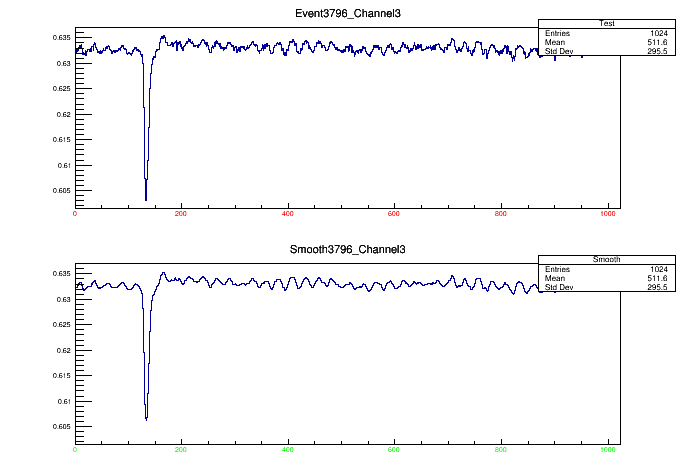 Event3796_Channel3
Test
Entries 1024
Mean 511.6
Std Dev 295.5
0.635
0.63
0.625
0.62
0.615
0.61
0.605
0 200 400 600 800 1000
Smooth3796_Channel3
Smooth
Entries 1024
Mean 511.6
Std Dev 295.5
0.635
0.63
0.625
0.62
0.615
0.61
0.605
0 200 400 600 800 1000